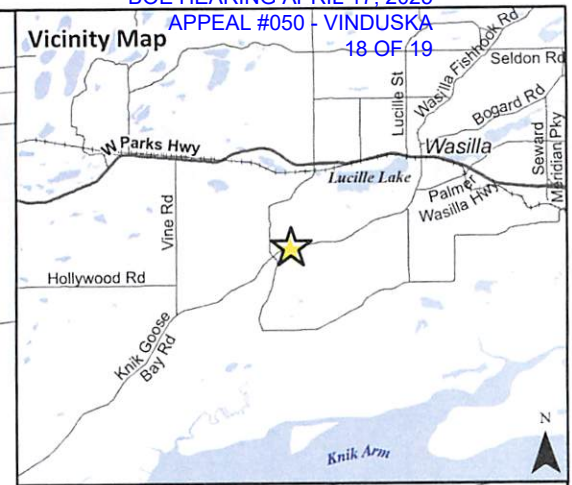 APPEAL #050 - VINDUSKA
18 OF 19
Vicinity Map
Seldon Rd
Wasilla Fishhook Rd
Lucille St
Bogard Rd
W Parks Hwy
Wasilla
Seward
Meridian Pky
Lucille Lake
Palmer
Wasilla Hwy
Vine Rd
Hollywood Rd
Knik Goose
Bay Rd
Knik Arm
N